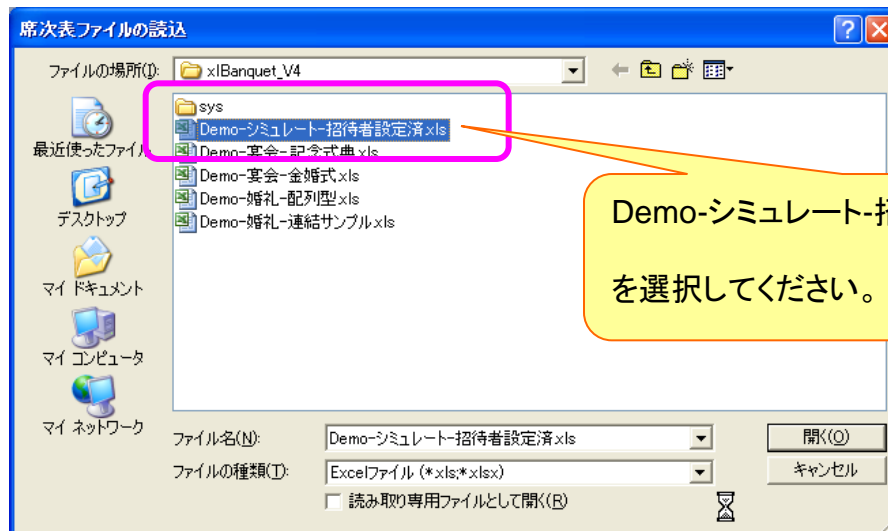 席次表ファイルの読込
ファイルの場所(I):
xlBanquet_V4
sys
Demo-シミュレート-招待者設定済.xls
Demo-宴会-記念式典.xls
Demo-宴会-金婚式.xls
Demo-婚礼-配列型.xls
Demo-婚礼-連結サンプル.xls
最近使ったファイル
デスクトップ
マイ ドキュメント
マイ コンピュータ
マイ ネットワーク
Demo-シミュレート-招
を選択してください。
ファイル名(N):
Demo-シミュレート-招待者設定済.xls
開く(O)
ファイルの種類(T):
Excelファイル (*.xls;*.xlsx)
キャンセル
読み取り専用ファイルとして開く(R)